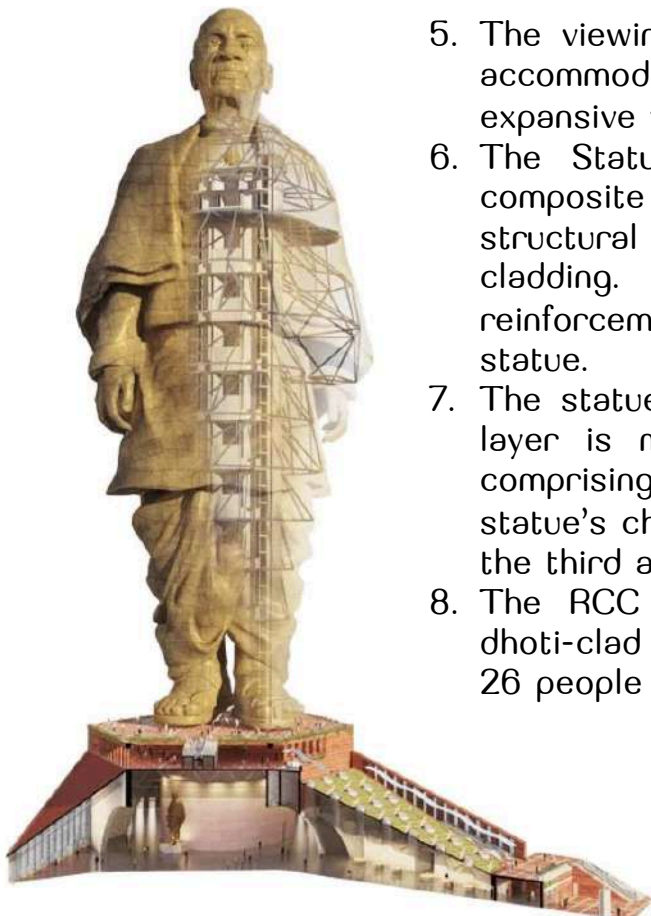 5. The viewin
accommod
expansive
6. The Statu
composite
structural
cladding.
reinforcem
statue.
7. The statue
layer is m
comprising
statue's ch
the third a
8. The RCC
dhoti-clad
26 people